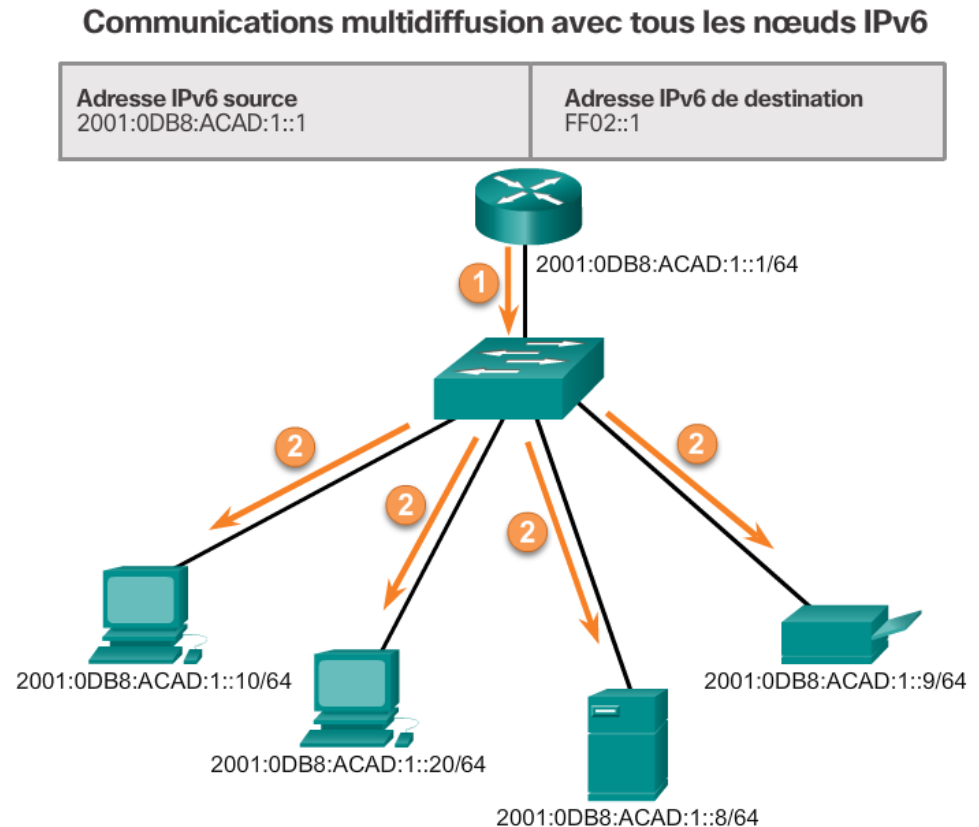 Communications multidiffusion avec tous les nœuds IPv6
Adresse IPv6 source
2001:0DB8:ACAD:1::1
Adresse IPv6 de destination
FF02::1
2001:0DB8:ACAD:1::1/64
1
2
2
2
2
2001:0DB8:ACAD:1::10/64
2001:0DB8:ACAD:1::20/64
2001:0DB8:ACAD:1::8/64
2001:0DB8:ACAD:1::9/64